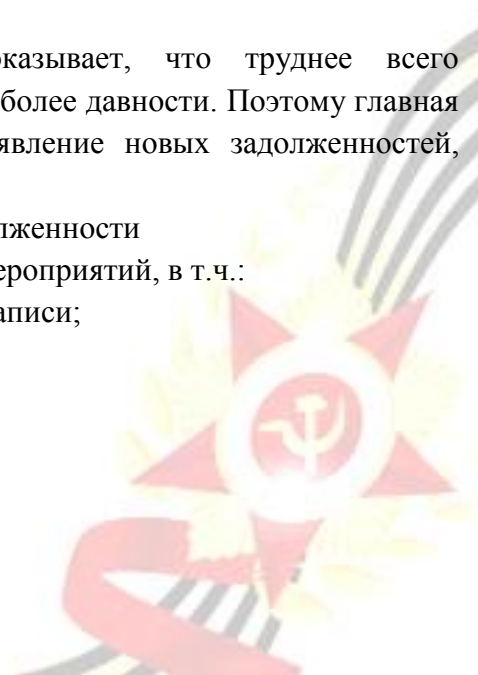 оказывает, что труднее всего
более давности. Поэтому главная
явление новых задолженностей,
лженности
ероприятий, в т.ч.:
аписи;